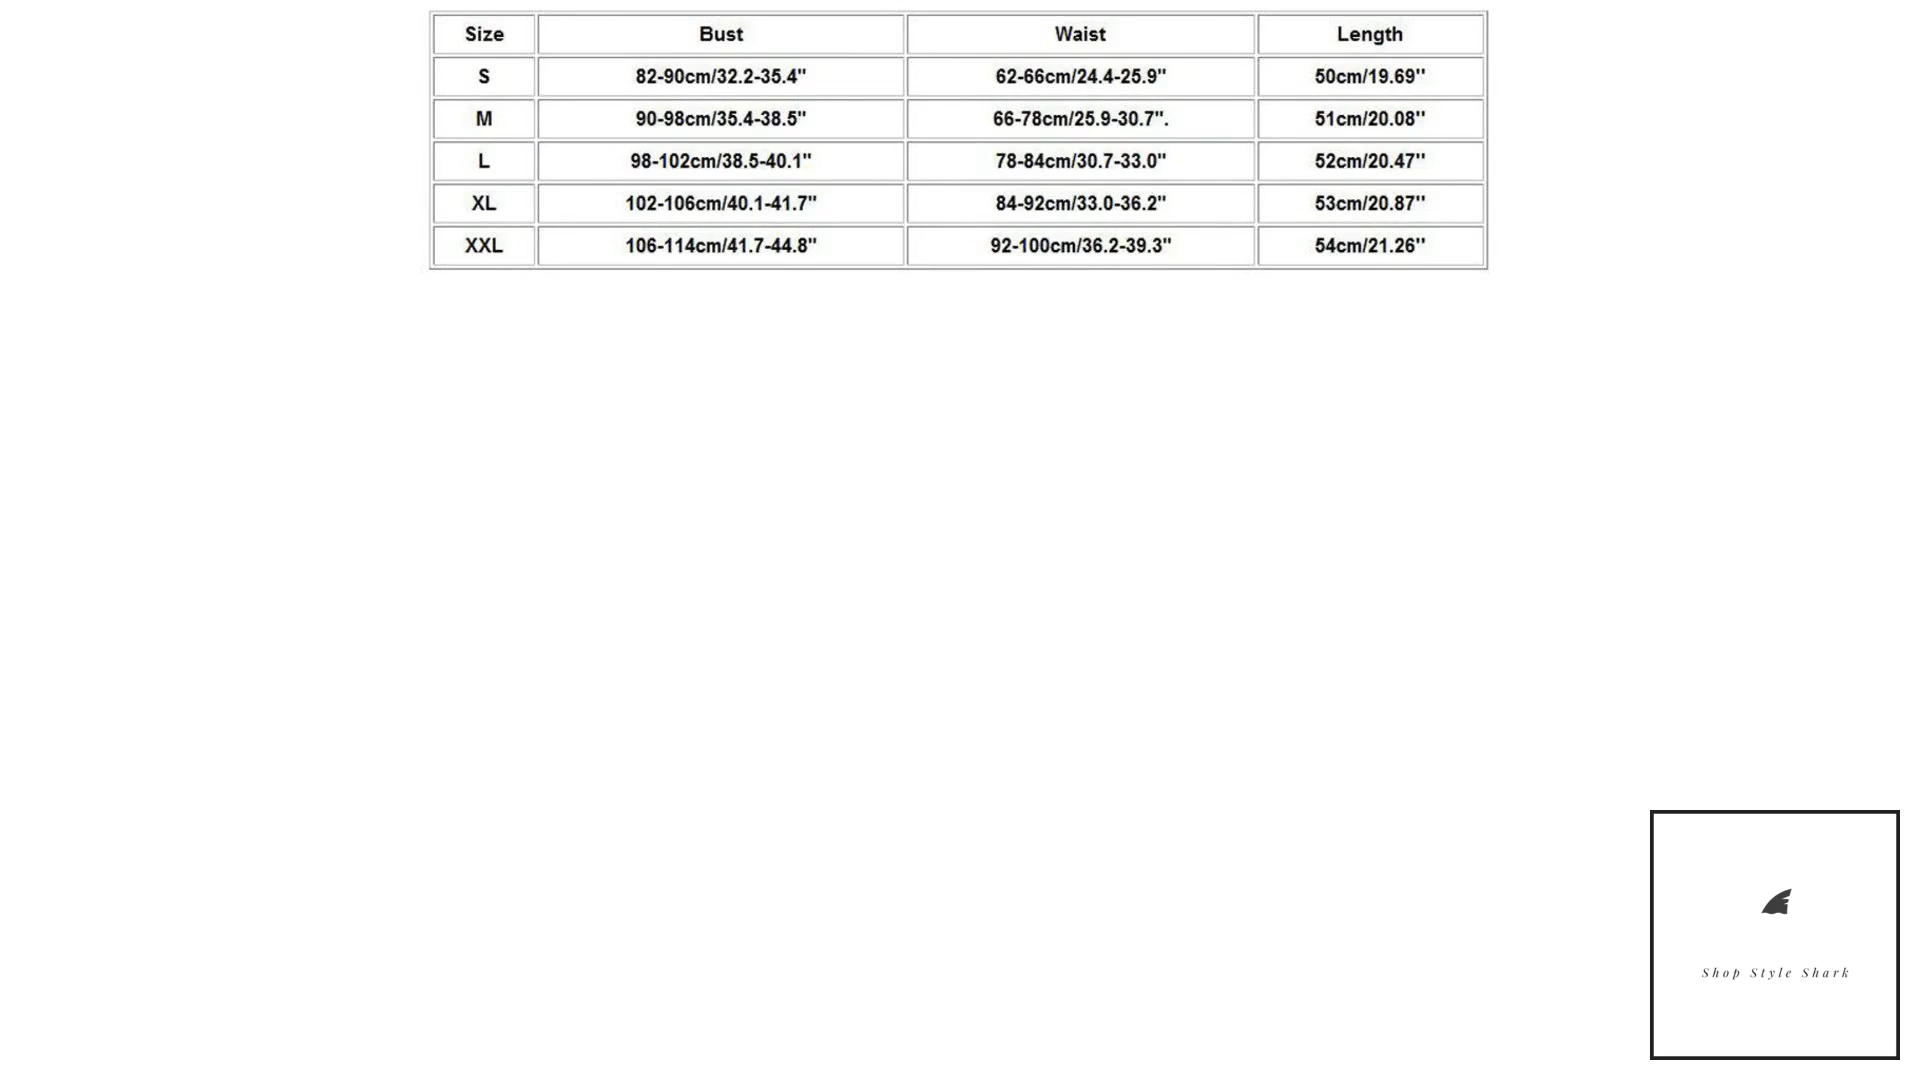 Size Bust Waist Length
S 82-90cm/32.2-35.4" 62-66cm/24.4-25.9" 50cm/19.69''
M 90-98cm/35.4-38.5" 66-78cm/25.9-30.7". 51cm/20.08''
L 98-102cm/38.5-40.1" 78-84cm/30.7-33.0" 52cm/20.47''
XL 102-106cm/40.1-41.7" 84-92cm/33.0-36.2" 53cm/20.87''
XXL 106-114cm/41.7-44.8" 92-100cm/36.2-39.3" 54cm/21.26''
Shop Style Shark